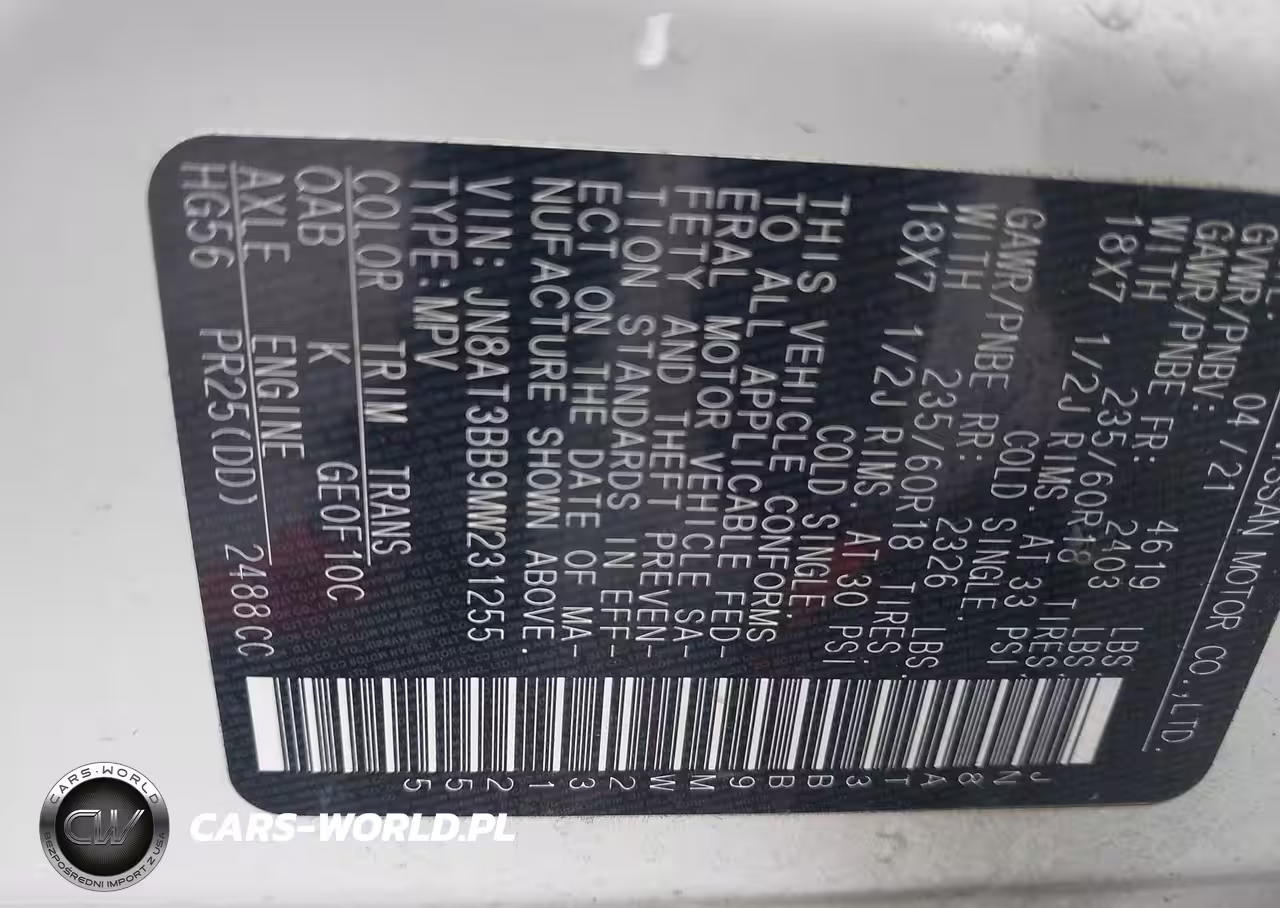 NISSAN MOTOR CO.,LTD.
04/21
GVWR/PNBV: 4619 LBS.
GAWR/PNBE FR: 2403 LBS.
WITH 235/60R18 TIRES,
18X7 1/2J RIMS. AT 33 PSI
COLD SINGLE.
GAWR/PNBE RR: 2326 LBS.
WITH 235/60R18 TIRES,
18X7 1/2J RIMS. AT 30 PSI
COLD SINGLE.
THIS VEHICLE CONFORMS
TO ALL APPLICABLE FED-
ERAL MOTOR VEHICLE SA-
FETY AND THEFT PREVEN-
TION STANDARDS IN EFF-
ECT ON THE DATE OF MA-
NUFACTURE SHOWN ABOVE.
VIN: JN8AT3BB9MW231255
TYPE:MPV
COLOR TRIM TRANS
QAB K GE0F10C
AXLE ENGINE
HG56 PR25(DD) 2488CC
JN8AT3BB9MW231255
CARS-WORLD
CW
BEZPOŚREDNI IMPORT Z USA
CARS-WORLD.PL